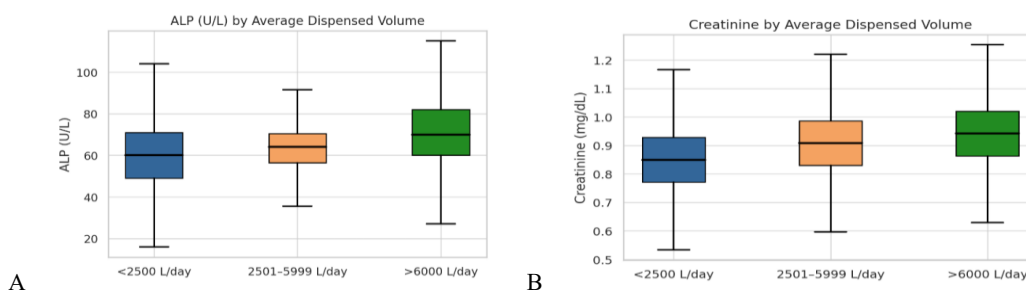 ALP (U/L) by Average Dispensed Volume
100
80
60
40
20
ALP (U/L)
<2500 L/day 2501–5999 L/day >6000 L/day
A
Creatinine by Average Dispensed Volume
1.2
1.1
1.0
0.9
0.8
0.7
0.6
0.5
Creatinine (mg/dL)
<2500 L/day 2501–5999 L/day >6000 L/day
B